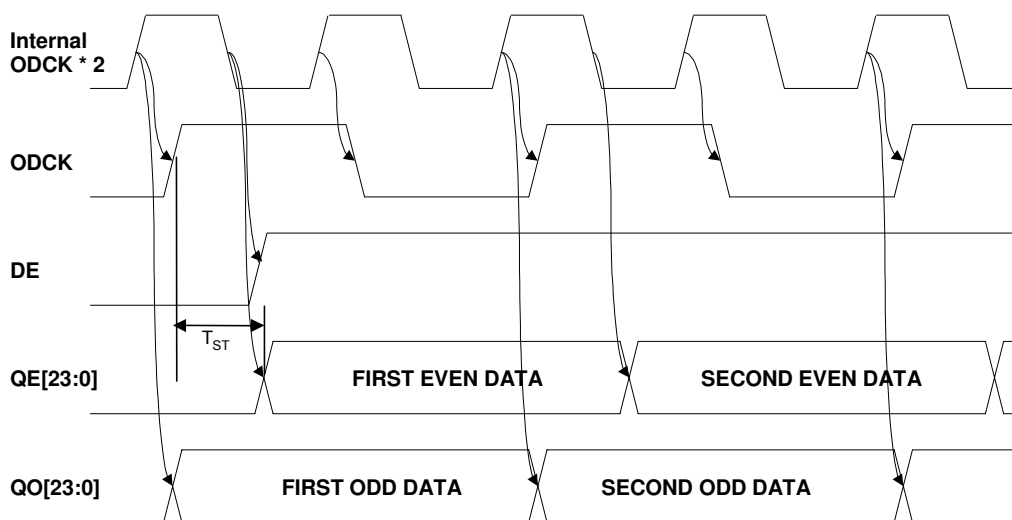 Internal
ODCK * 2
ODCK
DE
T_ST
QE[23:0]
FIRST EVEN DATA
SECOND EVEN DATA
QO[23:0]
FIRST ODD DATA
SECOND ODD DATA